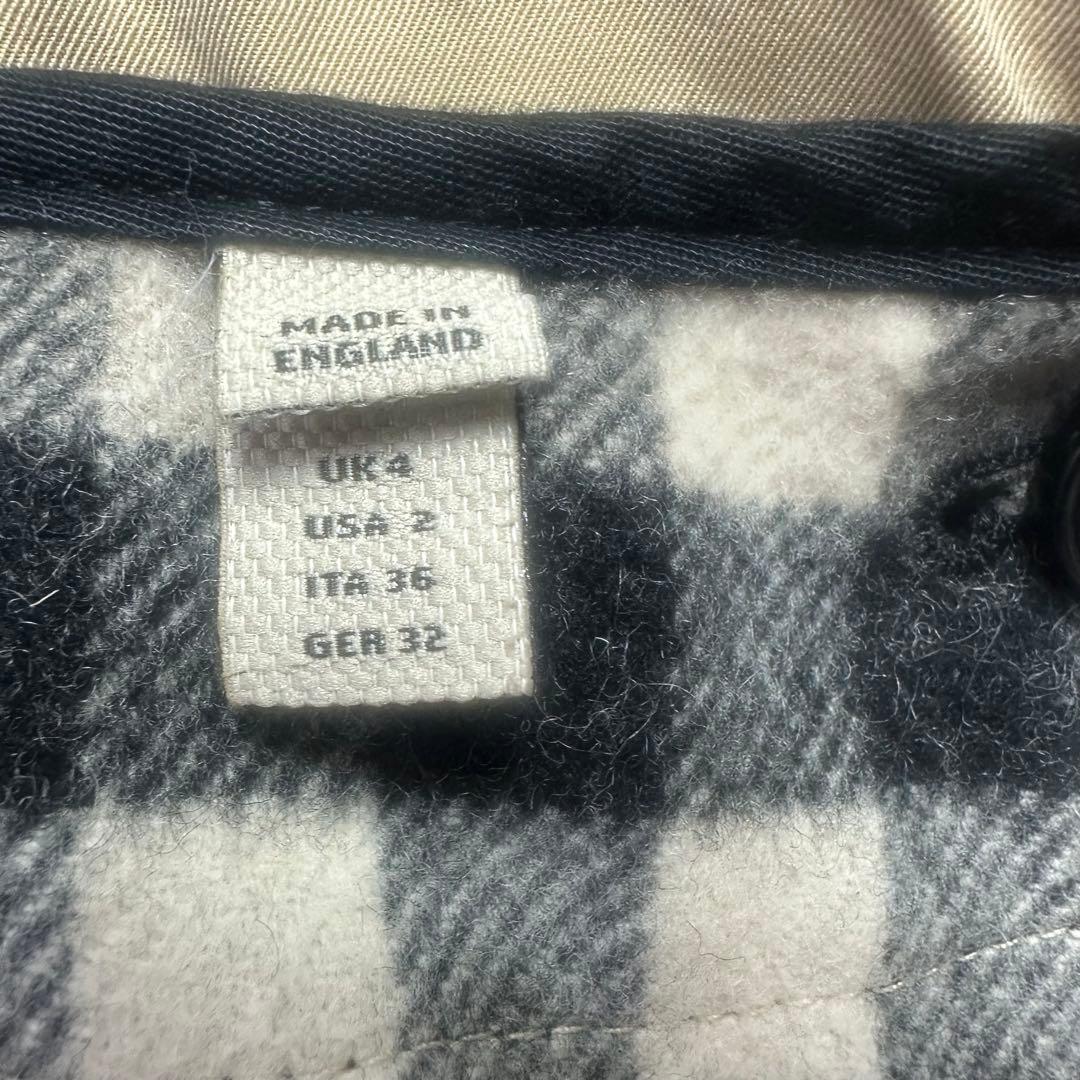 MADE IN
ENGLAND
UK 4
USA 2
ITA 36
GER 32